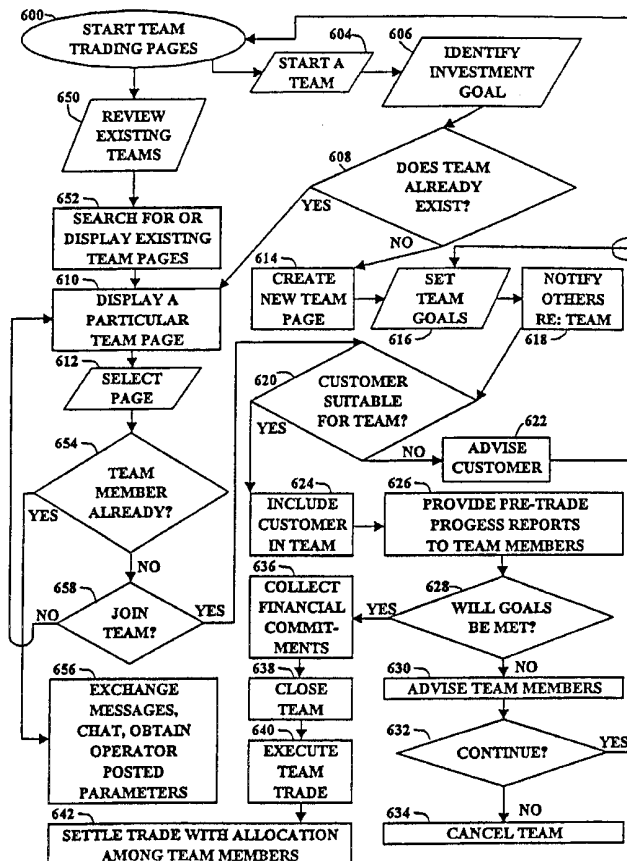 600
START TEAM
TRADING PAGES
604
START A
TEAM
606
IDENTIFY
INVESTMENT
GOAL
650
REVIEW
EXISTING
TEAMS
608
DOES TEAM
ALREADY
EXIST?
YES
NO
652
SEARCH FOR OR
DISPLAY EXISTING
TEAM PAGES
610
DISPLAY A
PARTICULAR
TEAM PAGE
614
CREATE
NEW TEAM
PAGE
SET
TEAM
GOALS
616
NOTIFY
OTHERS
RE: TEAM
618
612
SELECT
PAGE
620
CUSTOMER
SUITABLE
FOR TEAM?
YES
NO
622
ADVISE
CUSTOMER
654
TEAM
MEMBER
ALREADY?
YES
NO
624
INCLUDE
CUSTOMER
IN TEAM
626
PROVIDE PRE-TRADE
PROGESS REPORTS
TO TEAM MEMBERS
658
JOIN
TEAM?
NO
YES
636
COLLECT
FINANCIAL
COMMIT-
MENTS
628
WILL GOALS
BE MET?
YES
NO
656
EXCHANGE
MESSAGES,
CHAT, OBTAIN
OPERATOR
POSTED
PARAMETERS
638
CLOSE
TEAM
630
ADVISE TEAM MEMBERS
640
EXECUTE
TEAM
TRADE
632
CONTINUE?
YES
NO
634
CANCEL TEAM
642
SETTLE TRADE WITH ALLOCATION
AMONG TEAM MEMBERS